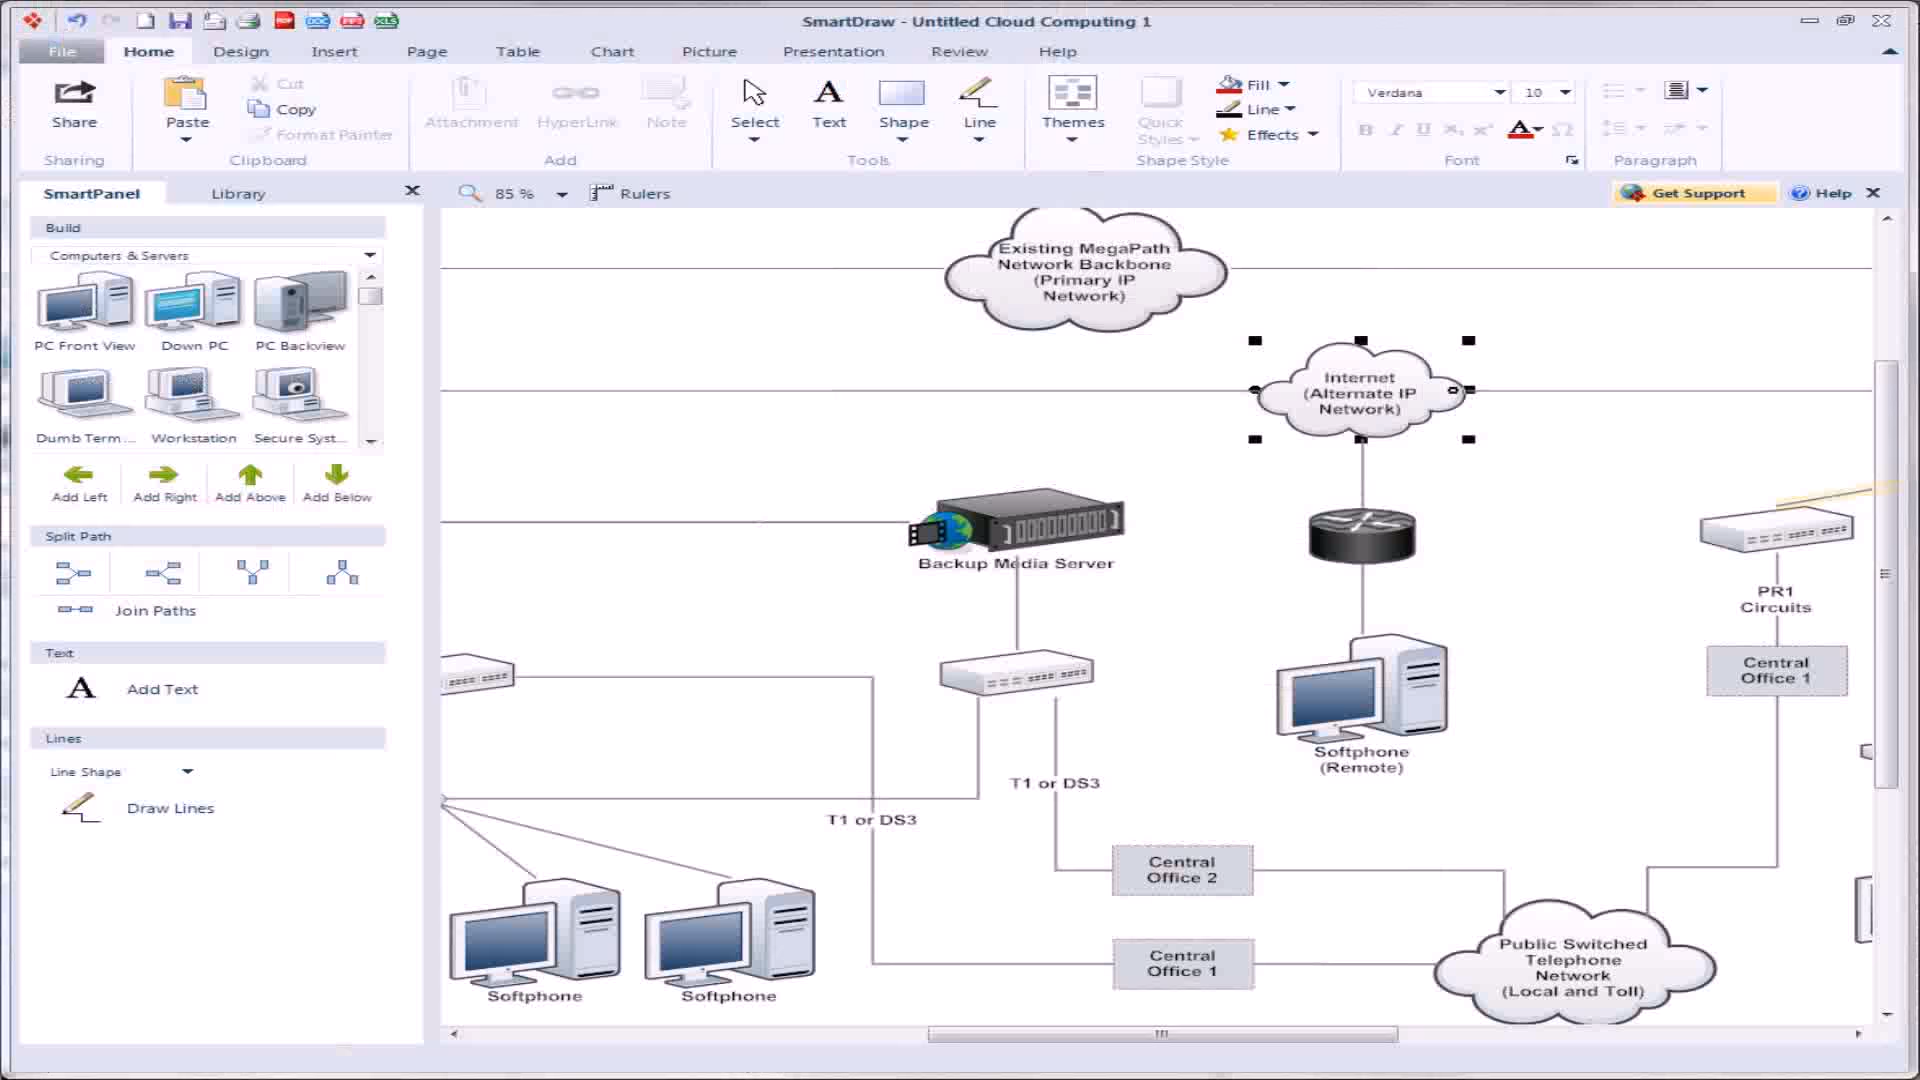 SmartDraw - Untitled Cloud Computing 1
PDF
DOC
PPT
XLS
File
Home
Design
Insert
Page
Table
Chart
Picture
Presentation
Review
Help
Share
Sharing
Paste
Cut
Copy
Format Painter
Clipboard
Attachment
HyperLink
Note
Add
Select
Text
Shape
Line
Tools
Themes
Quick
Styles
Fill
Line
Effects
Shape Style
Verdana
10
B I U
Font
Paragraph
SmartPanel
Library
85 %
Rulers
Get Support
Help
Build
Computers & Servers
PC Front View
Down PC
PC Backview
Dumb Term...
Workstation
Secure Syst...
Add Left
Add Right
Add Above
Add Below
Split Path
Join Paths
Text
A
Add Text
Lines
Line Shape
Draw Lines
Existing MegaPath
Network Backbone
(Primary IP
Network)
Internet
(Alternate IP
Network)
Backup Media Server
PR1
Circuits
Central
Office 1
Softphone
(Remote)
T1 or DS3
T1 or DS3
Central
Office 2
Central
Office 1
Public Switched
Telephone
Network
(Local and Toll)
Softphone
Softphone